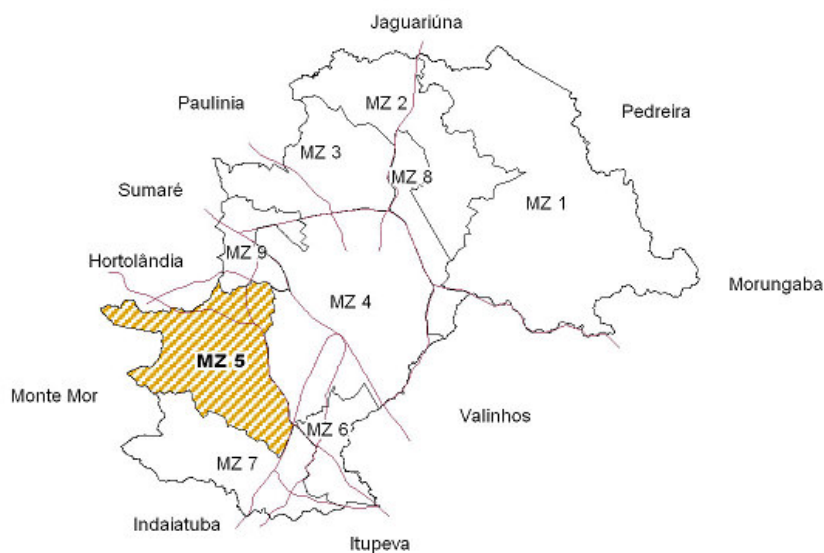 Jaguariúna
MZ 2
Paulinia
Pedreira
MZ 3
MZ 8
Sumaré
MZ 1
MZ 9
Hortolândia
Morungaba
MZ 4
MZ 5
Monte Mor
Valinhos
MZ 6
MZ 7
Indaiatuba
Itupeva